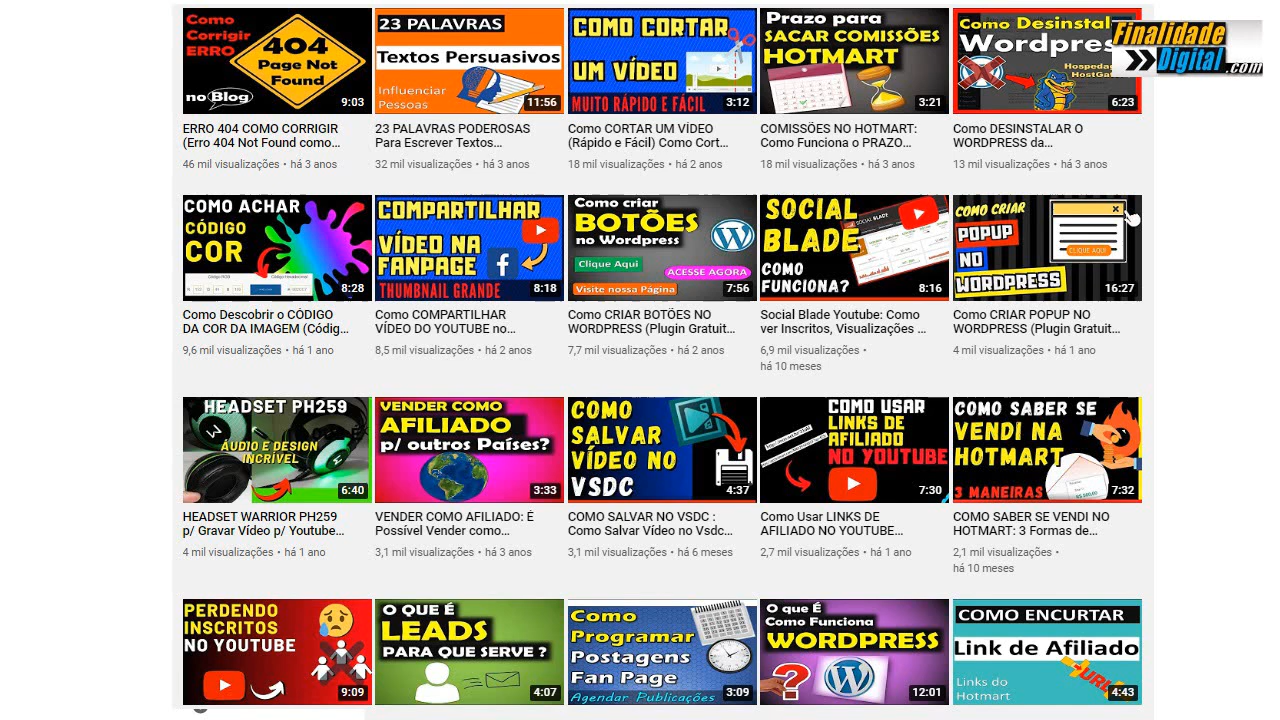 Como
Corrigir
ERRO
404
Page Not
Found
no Blog
9:03
23 PALAVRAS
Textos Persuasivos
Influenciar
Pessoas
11:56
COMO CORTAR
UM VÍDEO
MUITO RÁPIDO E FÁCIL
3:12
Prazo para
SACAR COMISSÕES
HOTMART
3:21
Como Desinstal
Wordpres
Hospedag
HostGa
6:23
Finalidade
Digital .com
ERRO 404 COMO CORRIGIR
(Erro 404 Not Found como...
46 mil visualizações • há 3 anos
23 PALAVRAS PODEROSAS
Para Escrever Textos...
32 mil visualizações • há 3 anos
Como CORTAR UM VÍDEO
(Rápido e Fácil) Como Cort...
18 mil visualizações • há 2 anos
COMISSÕES NO HOTMART:
Como Funciona o PRAZO...
18 mil visualizações • há 3 anos
Como DESINSTALAR O
WORDPRESS da...
13 mil visualizações • há 3 anos
COMO ACHAR
CÓDIGO
COR
8:28
COMPARTILHAR
VÍDEO NA
FANPAGE
THUMBNAIL GRANDE
8:18
Como criar
BOTÕES
no Wordpress
Clique Aqui
ACESSE AGORA
Visite nossa Página
7:56
SOCIAL
BLADE
COMO
FUNCIONA?
SOCIAL BLADE
8:16
COMO CRIAR
POPUP
NO
WORDPRESS
CLIQUE AQUI
16:27
Como Descobrir o CÓDIGO
DA COR DA IMAGEM (Códig...
9,6 mil visualizações • há 1 ano
Como COMPARTILHAR
VÍDEO DO YOUTUBE no...
8,5 mil visualizações • há 2 anos
Como CRIAR BOTÕES NO
WORDPRESS (Plugin Gratuit...
7,7 mil visualizações • há 2 anos
Social Blade Youtube: Como
ver Inscritos, Visualizações ...
6,9 mil visualizações •
há 10 meses
Como CRIAR POPUP NO
WORDPRESS (Plugin Gratuit...
4 mil visualizações • há 1 ano
HEADSET PH259
ÁUDIO E DESIGN
INCRÍVEL
6:40
VENDER COMO
AFILIADO
p/ outros Países?
3:33
COMO
SALVAR
VÍDEO NO
VSDC
4:37
COMO USAR
LINKS DE
AFILIADO
NO YOUTUBE
7:30
COMO SABER SE
VENDI NA
HOTMART
3 MANEIRAS
7:32
HEADSET WARRIOR PH259
p/ Gravar Vídeo p/ Youtube...
4 mil visualizações • há 1 ano
VENDER COMO AFILIADO: É
Possível Vender como...
3,1 mil visualizações • há 3 anos
COMO SALVAR NO VSDC :
Como Salvar Vídeo no Vsdc...
3,1 mil visualizações • há 6 meses
Como Usar LINKS DE
AFILIADO NO YOUTUBE...
2,7 mil visualizações • há 1 ano
COMO SABER SE VENDI NO
HOTMART: 3 Formas de...
2,1 mil visualizações •
há 10 meses
PERDENDO
INSCRITOS
NO YOUTUBE
9:09
O QUE É
LEADS
PARA QUE SERVE ?
4:07
Como
Programar
Postagens
Fan Page
Agendar Publicações
3:09
O que É
Como Funciona
WORDPRESS
12:01
COMO ENCURTAR
Link de Afiliado
Links do
Hotmart
URL
4:43